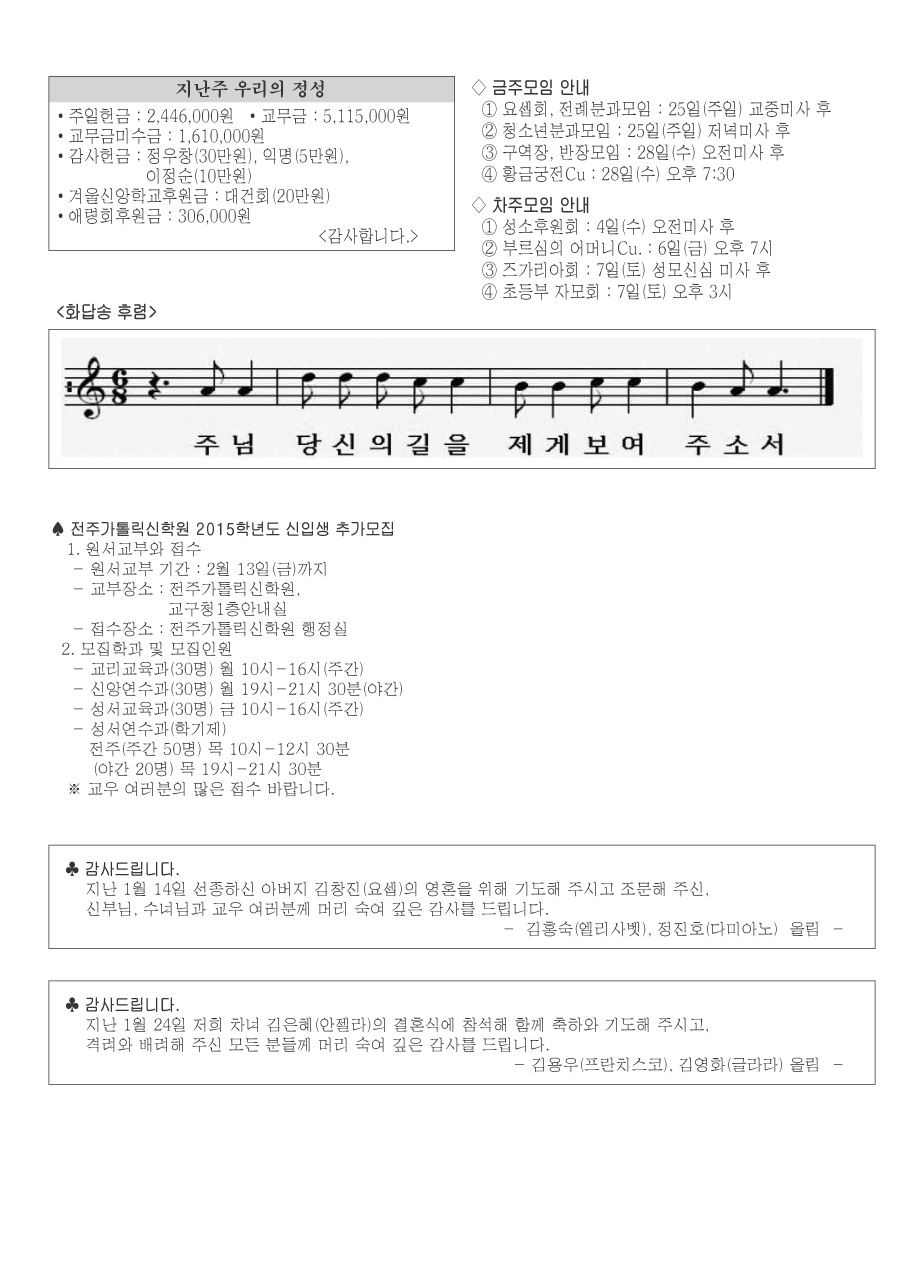 지난주 우리의 정성
• 주일헌금 : 2,446,000원 • 교무금 : 5,115,000원
• 교무금미수금 : 1,610,000원
• 감사헌금 : 정우창(30만원), 익명(5만원),
이정순(10만원)
• 겨울신앙학교후원금 : 대건회(20만원)
• 애령회후원금 : 306,000원
<감사합니다.>
◇ 금주모임 안내
① 요셉회, 전례분과모임 : 25일(주일) 교중미사 후
② 청소년분과모임 : 25일(주일) 저녁미사 후
③ 구역장, 반장모임 : 28일(수) 오전미사 후
④ 황금궁전Cu : 28일(수) 오후 7:30
◇ 차주모임 안내
① 성소후원회 : 4일(수) 오전미사 후
② 부르심의 어머니Cu. : 6일(금) 오후 7시
③ 즈가리아회 : 7일(토) 성모신심 미사 후
④ 초등부 자모회 : 7일(토) 오후 3시
<화답송 후렴>
6
8
주 님 당 신 의 길 을 제 게 보 여 주 소 서
♠ 전주가톨릭신학원 2015학년도 신입생 추가모집
1. 원서교부와 접수
- 원서교부 기간 : 2월 13일(금)까지
- 교부장소 : 전주가톨릭신학원,
교구청1층안내실
- 접수장소 : 전주가톨릭신학원 행정실
2. 모집학과 및 모집인원
- 교리교육과(30명) 월 10시-16시(주간)
- 신앙연수과(30명) 월 19시-21시 30분(야간)
- 성서교육과(30명) 금 10시-16시(주간)
- 성서연수과(학기제)
전주(주간 50명) 목 10시-12시 30분
(야간 20명) 목 19시-21시 30분
※ 교우 여러분의 많은 접수 바랍니다.
♣ 감사드립니다.
지난 1월 14일 선종하신 아버지 김창진(요셉)의 영혼을 위해 기도해 주시고 조문해 주신,
신부님, 수녀님과 교우 여러분께 머리 숙여 깊은 감사를 드립니다.
- 김홍숙(엘리사벳), 정진호(다미아노) 올림 -
♣ 감사드립니다.
지난 1월 24일 저희 차녀 김은혜(안젤라)의 결혼식에 참석해 함께 축하와 기도해 주시고,
격려와 배려해 주신 모든 분들께 머리 숙여 깊은 감사를 드립니다.
- 김용우(프란치스코), 김영화(글라라) 올림 -